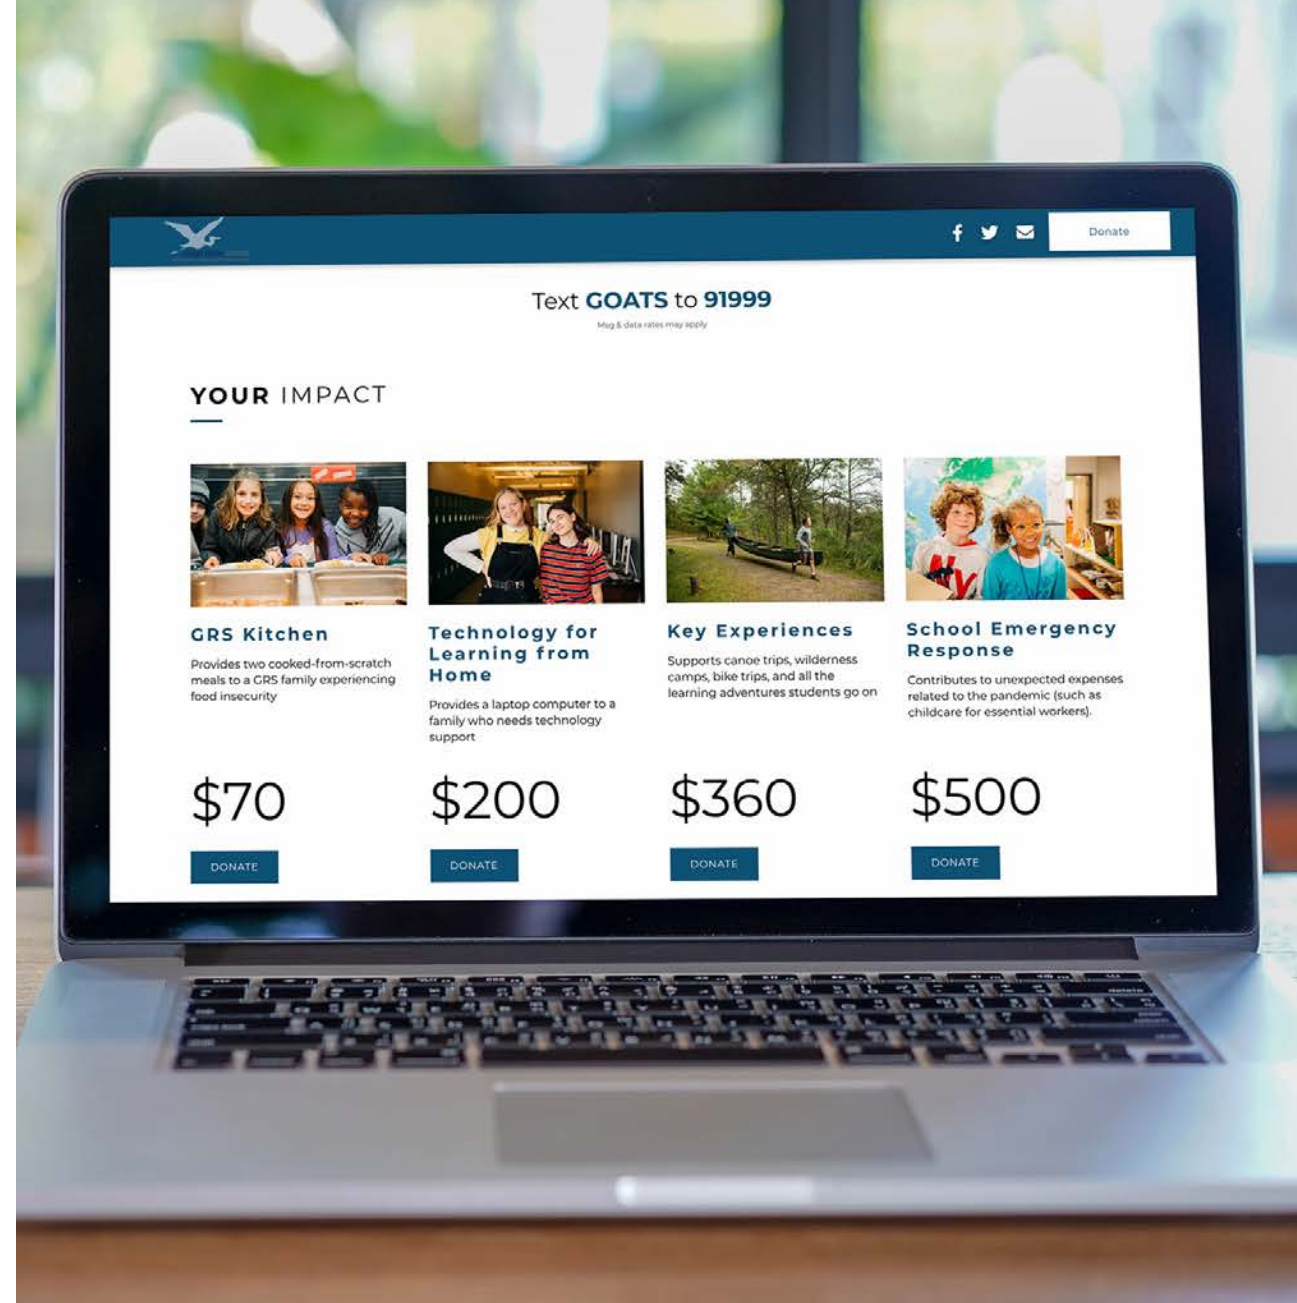 Donate
Text GOATS to 91999
Msg & data rates may apply
YOUR IMPACT
GRS Kitchen
Provides two cooked-from-scratch
meals to a GRS family experiencing
food insecurity
$70
DONATE
Technology for
Learning from
Home
Provides a laptop computer to a
family who needs technology
support
$200
DONATE
Key Experiences
Supports canoe trips, wilderness
camps, bike trips, and all the
learning adventures students go on
$360
DONATE
School Emergency
Response
Contributes to unexpected expenses
related to the pandemic (such as
childcare for essential workers).
$500
DONATE